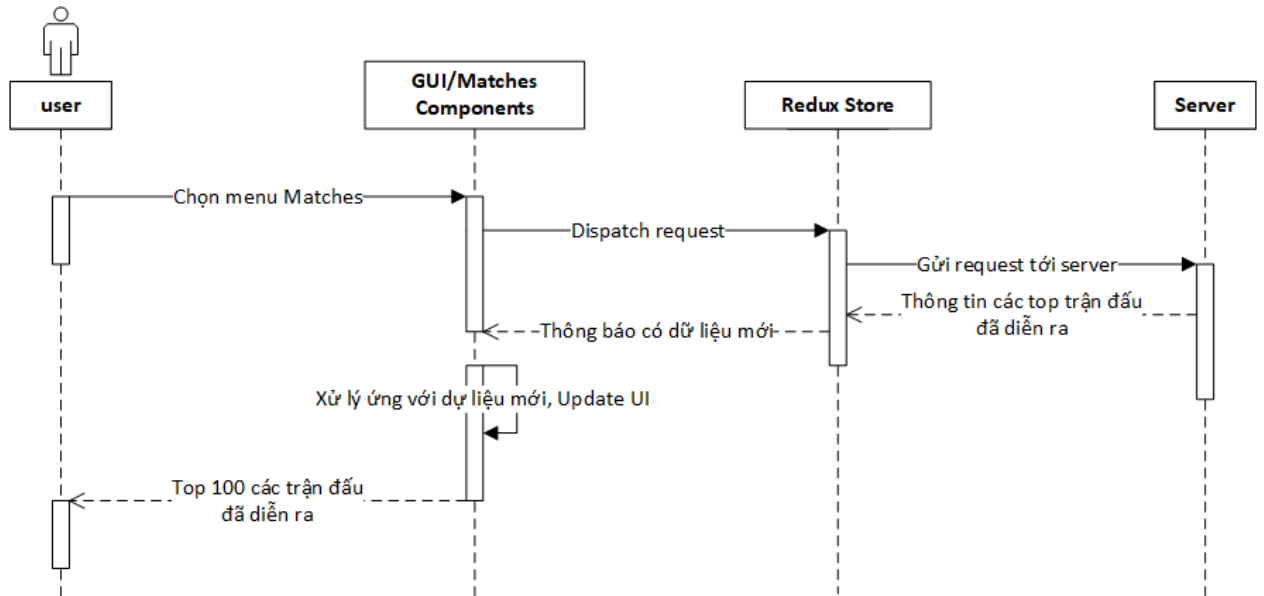 user
GUI/Matches
Components
Redux Store
Server
Chọn menu Matches
Dispatch request
Gửi request tới server
Thông tin các top trận đấu
đã diễn ra
Thông báo có dữ liệu mới
Xử lý ứng với dự liệu mới, Update UI
Top 100 các trận đấu
đã diễn ra